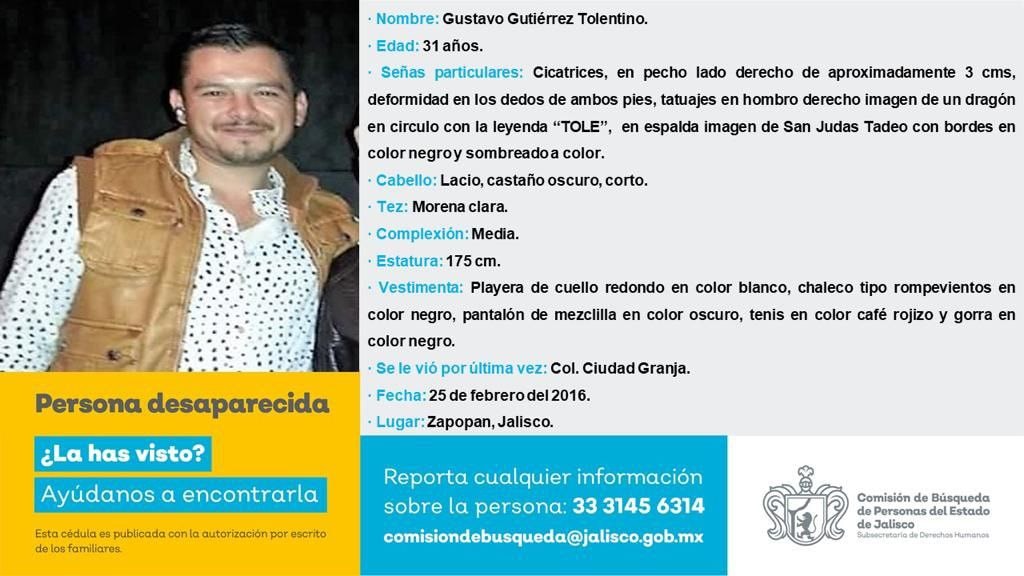 · Nombre: Gustavo Gutiérrez Tolentino.
· Edad: 31 años.
· Señas particulares: Cicatrices, en pecho lado derecho de aproximadamente 3 cms,
deformidad en los dedos de ambos pies, tatuajes en hombro derecho imagen de un dragón
en circulo con la leyenda “TOLE”, en espalda imagen de San Judas Tadeo con bordes en
color negro y sombreado a color.
· Cabello: Lacio, castaño oscuro, corto.
· Tez: Morena clara.
· Complexión: Media.
· Estatura: 175 cm.
· Vestimenta: Playera de cuello redondo en color blanco, chaleco tipo rompevientos en
color negro, pantalón de mezclilla en color oscuro, tenis en color café rojizo y gorra en
color negro.
· Se le vió por última vez: Col. Ciudad Granja.
· Fecha: 25 de febrero del 2016.
· Lugar: Zapopan, Jalisco.
Persona desaparecida
¿La has visto?
Ayúdanos a encontrarla
Esta cédula es publicada con la autorización por escrito
de los familiares.
Reporta cualquier información
sobre la persona: 33 3145 6314
comisiondebusqueda@jalisco.gob.mx
Comisión de Búsqueda
de Personas del Estado
de Jalisco
Subsecretaría de Derechos Humanos